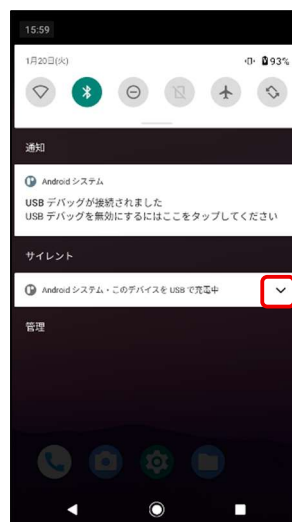 15:59
1月20日(火)
93%
通知
Android システム
USB デバッグが接続されました
USB デバッグを無効にするにはここをタップしてください
サイレント
Android システム・このデバイスを USB で充電中
管理